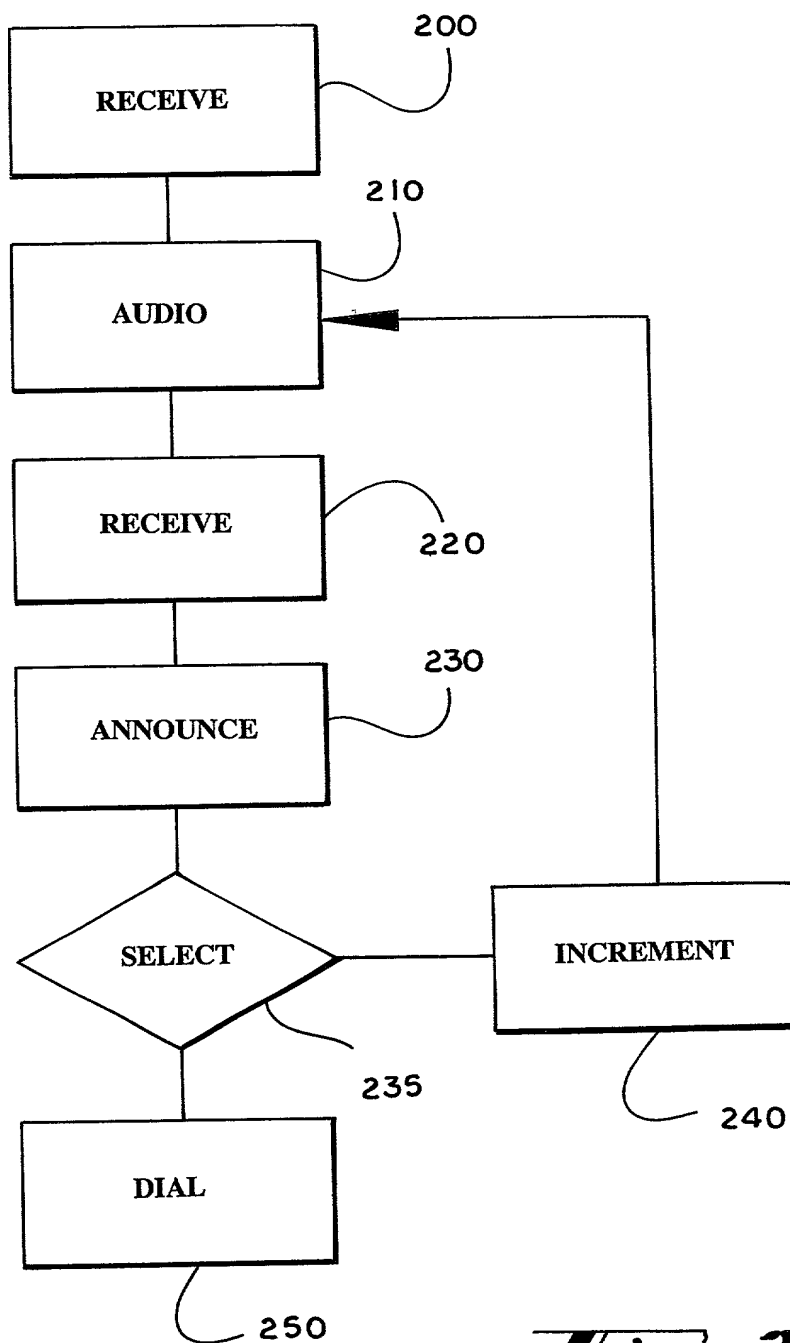 200
RECEIVE
210
AUDIO
RECEIVE
220
230
ANNOUNCE
SELECT
INCREMENT
235
240
DIAL
250